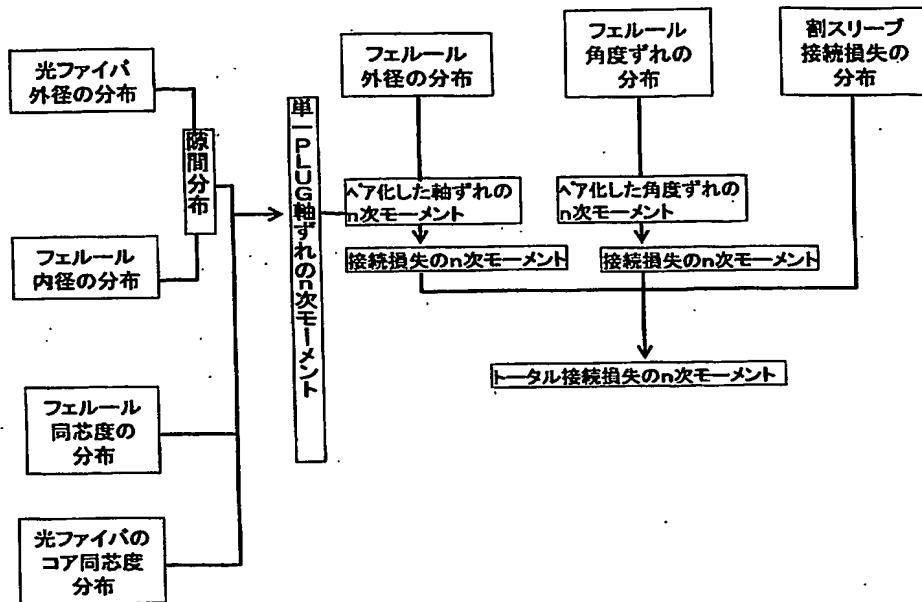 光ファイバ
外径の分布
隙間分布
フェルール
内径の分布
フェルール
同芯度の
分布
光ファイバの
コア同芯度
分布
単一PLUG軸ずれのn次モーメント
フェルール
外径の分布
フェルール
角度ずれの
分布
割スリーブ
接続損失の
分布
ペア化した軸ずれの
n次モーメント
ペア化した角度ずれの
n次モーメント
接続損失のn次モーメント
接続損失のn次モーメント
トータル接続損失のn次モーメント